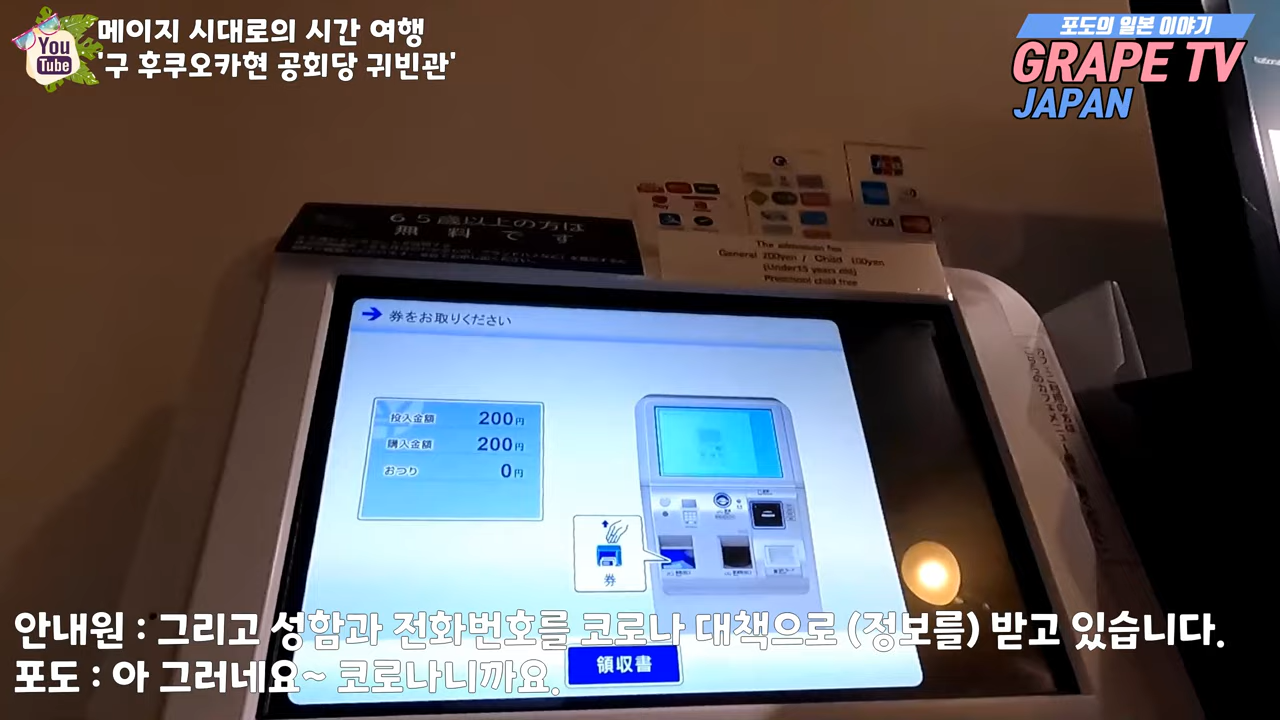 You
Tube
메이지 시대로의 시간 여행
'구 후쿠오카현 공회당 귀빈관'
포도의 일본 이야기
GRAPE TV
JAPAN
National
65歳以上の方は
無料です
JCB
VISA
The admission fee
General 200yen / Child 100yen
(Under15 years old)
Preschool child free
券をお取りください
投入金額 200円
購入金額 200円
おつり 0円
券
領収書
안내원 : 그리고 성함과 전화번호를 코로나 대책으로 (정보를) 받고 있습니다.
포도 : 아 그러네요~ 코로나니까요.